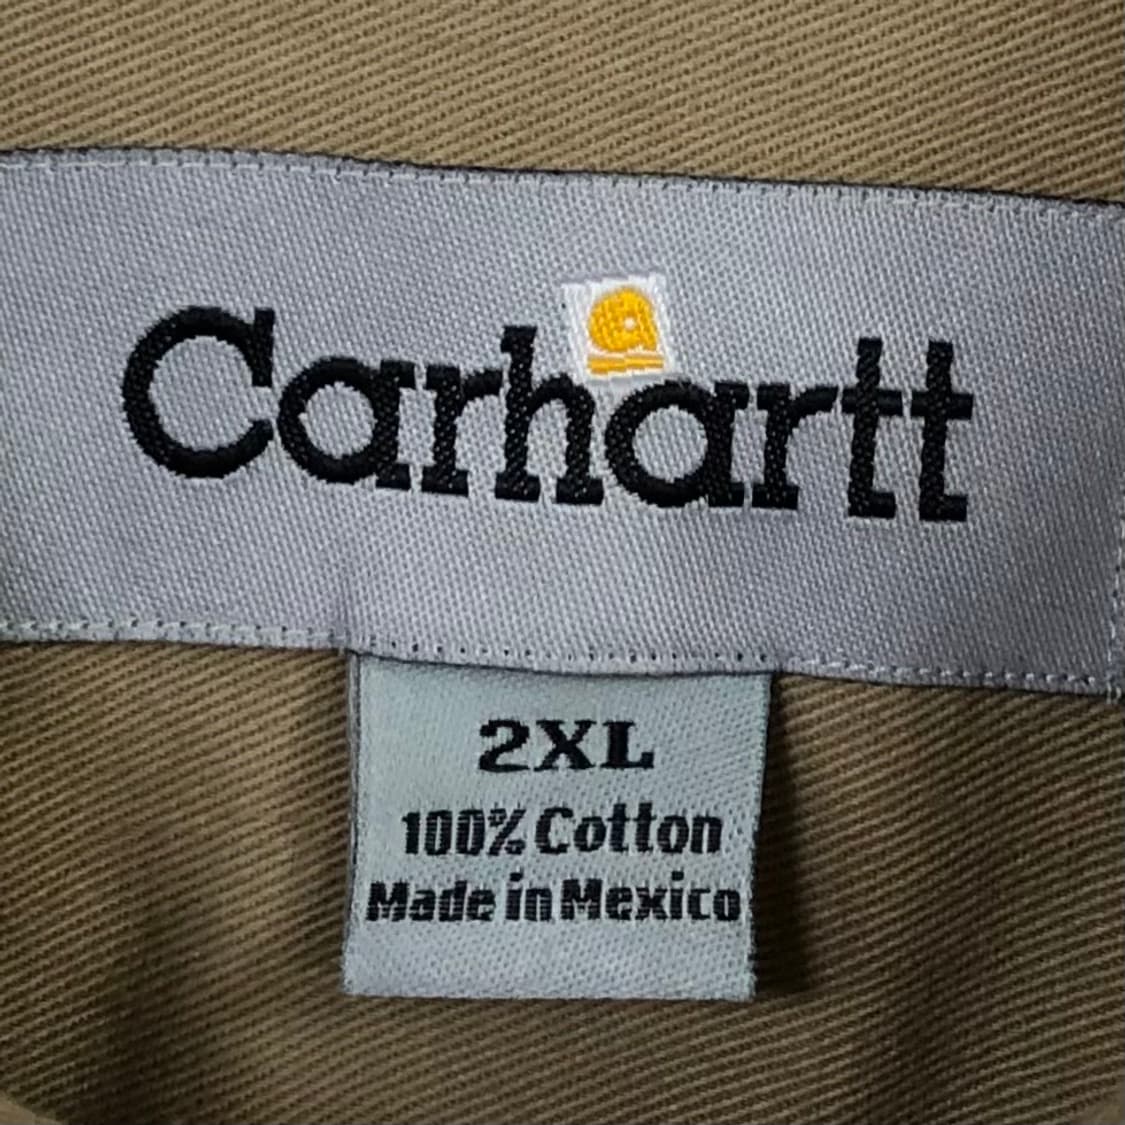 Carhartt
2XL
100% Cotton
Made in Mexico